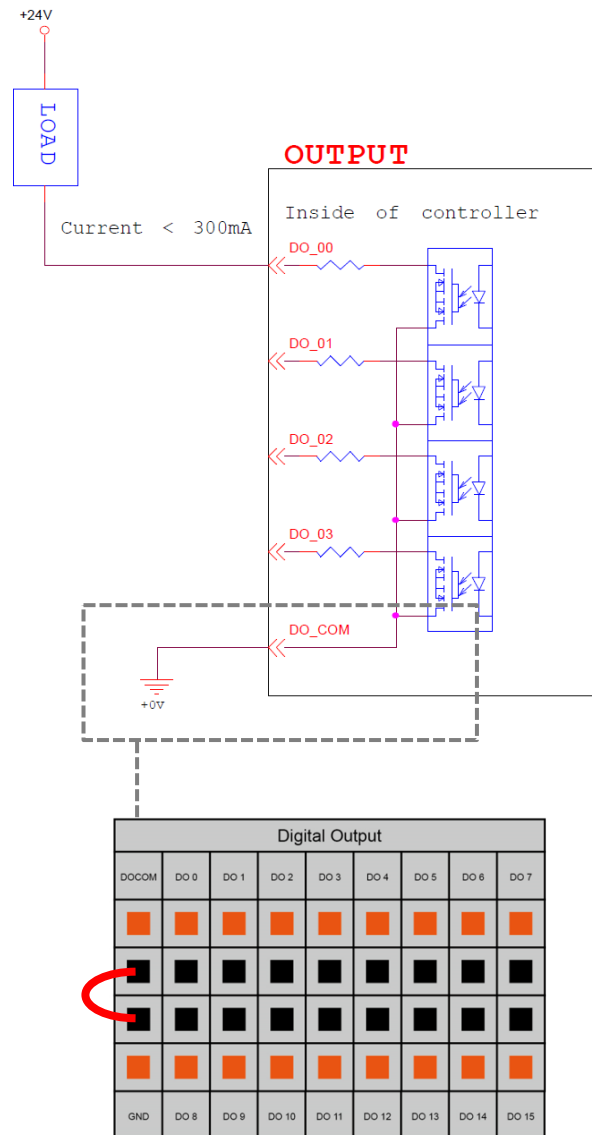 +24V
LOAD
OUTPUT
Current < 300mA
Inside of controller
DO_00
DO_01
DO_02
DO_03
DO_COM
+0V
Digital Output
DOCOM DO 0 DO 1 DO 2 DO 3 DO 4 DO 5 DO 6 DO 7
GND DO 8 DO 9 DO 10 DO 11 DO 12 DO 13 DO 14 DO 15